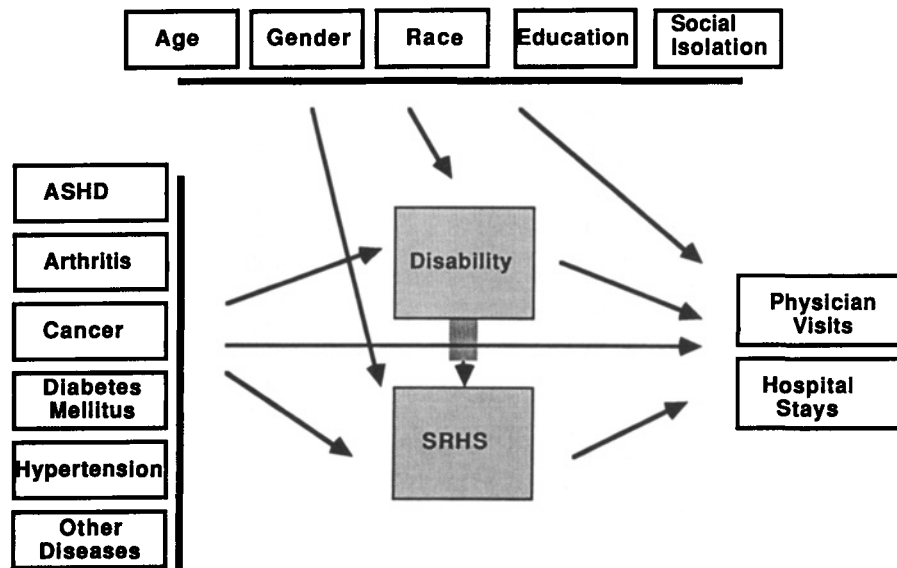 Age
Gender
Race
Education
Social
Isolation
ASHD
Arthritis
Cancer
Diabetes
Mellitus
Hypertension
Other
Diseases
Disability
SRHS
Physician
Visits
Hospital
Stays